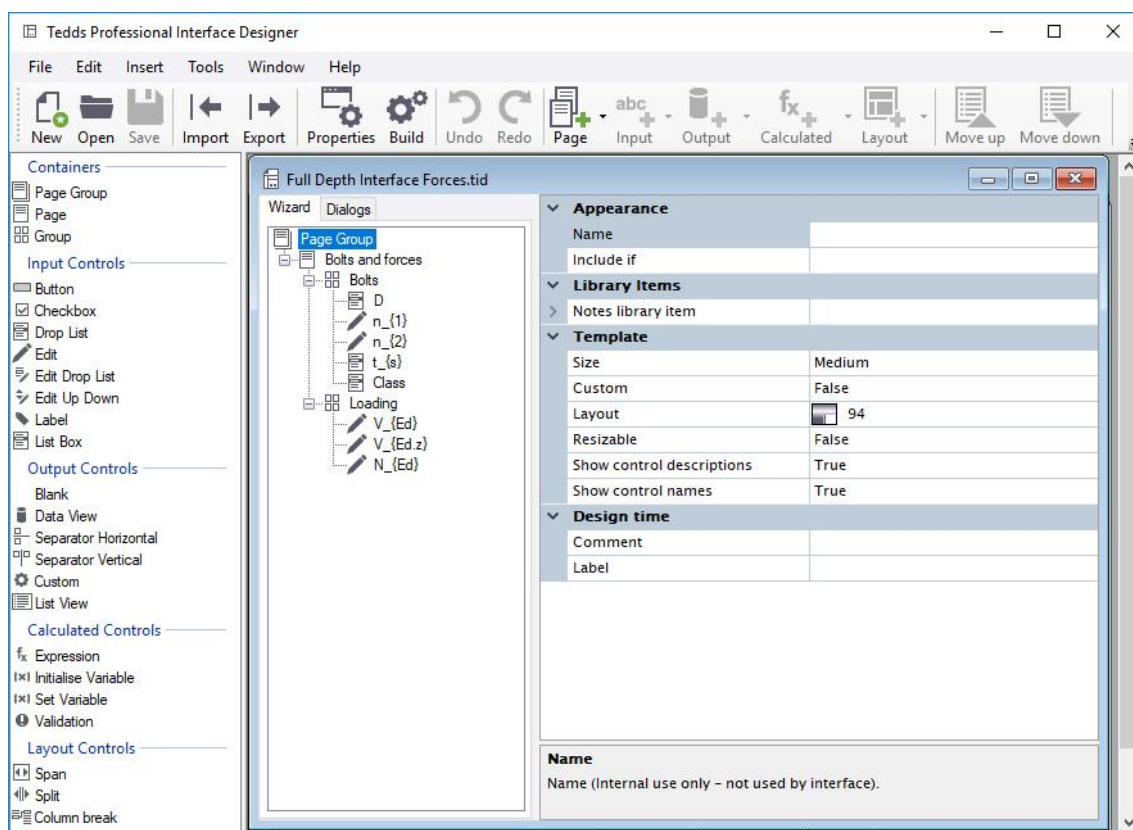 Tedds Professional Interface Designer
File Edit Insert Tools Window Help
New Open Save Import Export Properties Build Undo Redo Page abc Input Output fx Calculated Layout Move up Move down
Containers
Page Group
Page
Group
Input Controls
Button
Checkbox
Drop List
Edit
Edit Drop List
Edit Up Down
Label
List Box
Output Controls
Blank
Data View
Separator Horizontal
Separator Vertical
Custom
List View
Calculated Controls
fx Expression
Initialise Variable
Set Variable
Validation
Layout Controls
Span
Split
Column break
Full Depth Interface Forces.tid
Wizard Dialogs
Page Group
Bolts and forces
Bolts
D
n_{1}
n_{2}
t_{s}
Class
Loading
V_{Ed}
V_{Ed.z}
N_{Ed}
Appearance
Name
Include if
Library Items
Notes library item
Template
Size Medium
Custom False
Layout 94
Resizable False
Show control descriptions True
Show control names True
Design time
Comment
Label
Name
Name (Internal use only – not used by interface).